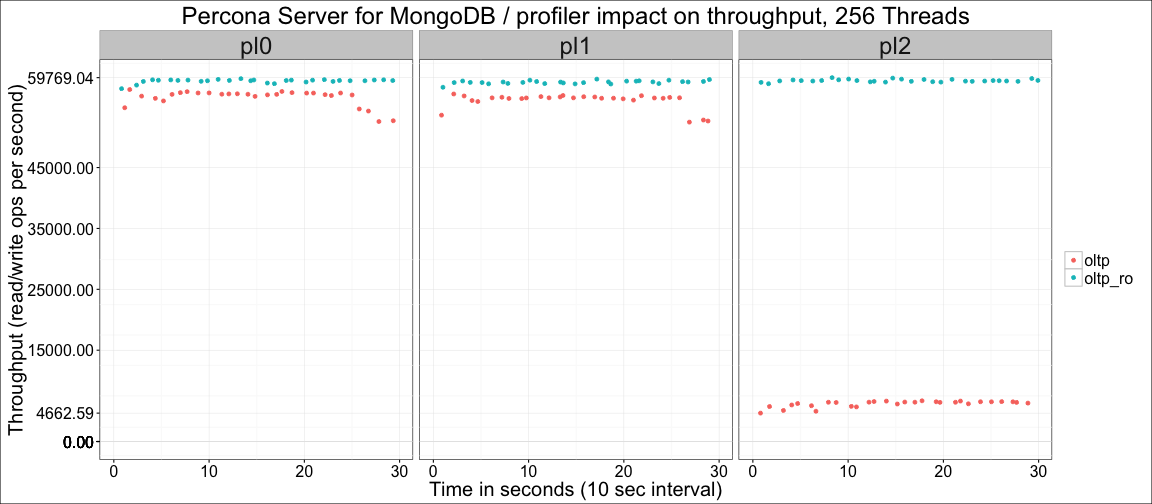 Percona Server for MongoDB / profiler impact on throughput, 256 Threads
pl0 pl1 pl2
Throughput (read/write ops per second)
59769.04
45000.00
35000.00
25000.00
15000.00
4662.59
0.00
oltp
oltp_ro
0 10 20 30 0 10 20 30 0 10 20 30
Time in seconds (10 sec interval)